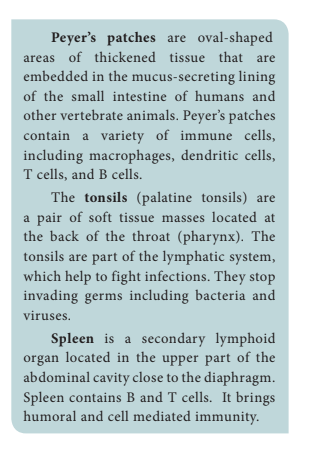 Peyer's patches are oval-shaped
areas of thickened tissue that are
embedded in the mucus-secreting lining
of the small intestine of humans and
other vertebrate animals. Peyer's patches
contain a variety of immune cells,
including macrophages, dendritic cells,
T cells, and B cells.
The tonsils (palatine tonsils) are
a pair of soft tissue masses located at
the back of the throat (pharynx). The
tonsils are part of the lymphatic system,
which help to fight infections. They stop
invading germs including bacteria and
viruses.
Spleen is a secondary lymphoid
organ located in the upper part of the
abdominal cavity close to the diaphragm.
Spleen contains B and T cells. It brings
humoral and cell mediated immunity.